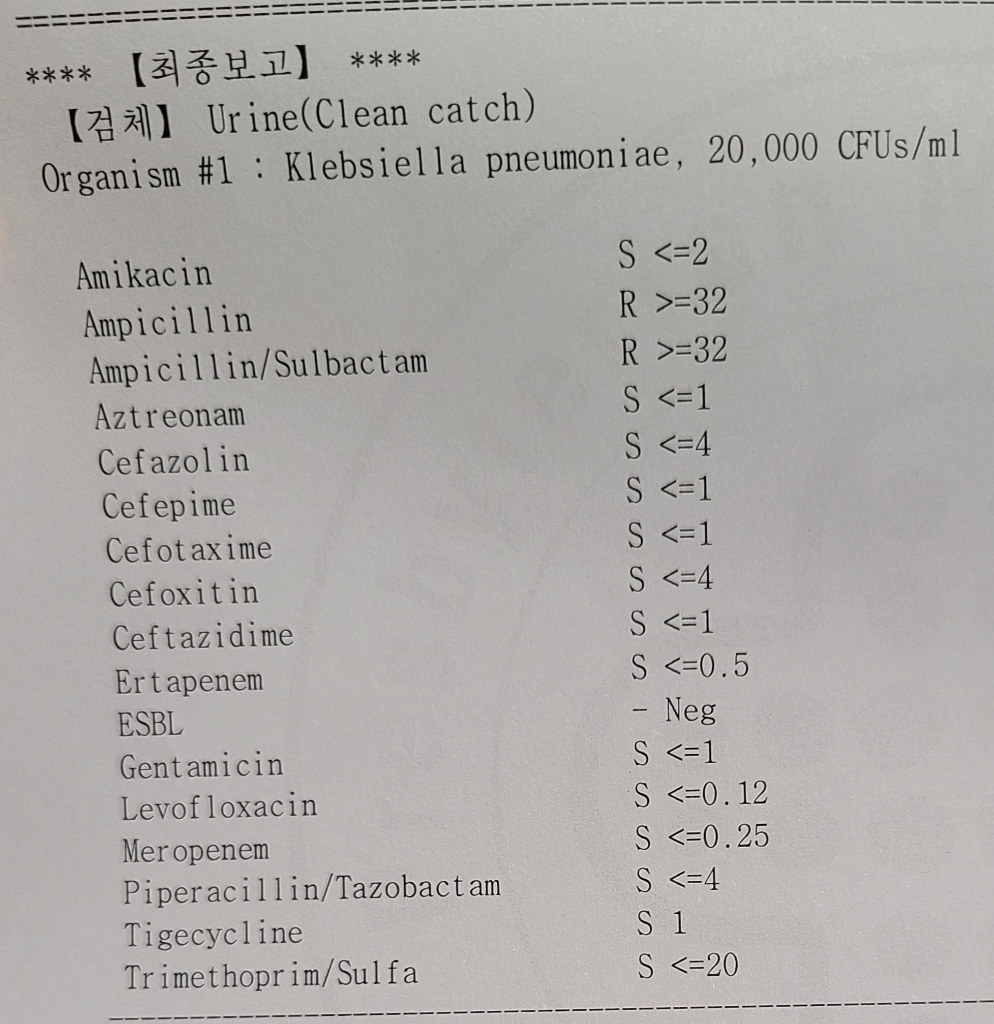 **** 【최종보고】 ****
【검체】 Urine(Clean catch)
Organism #1 : Klebsiella pneumoniae, 20,000 CFUs/ml
Amikacin S <=2
Ampicillin R >=32
Ampicillin/Sulbactam R >=32
Aztreonam S <=1
Cefazolin S <=4
Cefepime S <=1
Cefotaxime S <=1
Cefoxitin S <=4
Ceftazidime S <=1
Ertapenem S <=0.5
ESBL - Neg
Gentamicin S <=1
Levofloxacin S <=0.12
Meropenem S <=0.25
Piperacillin/Tazobactam S <=4
Tigecycline S 1
Trimethoprim/Sulfa S <=20